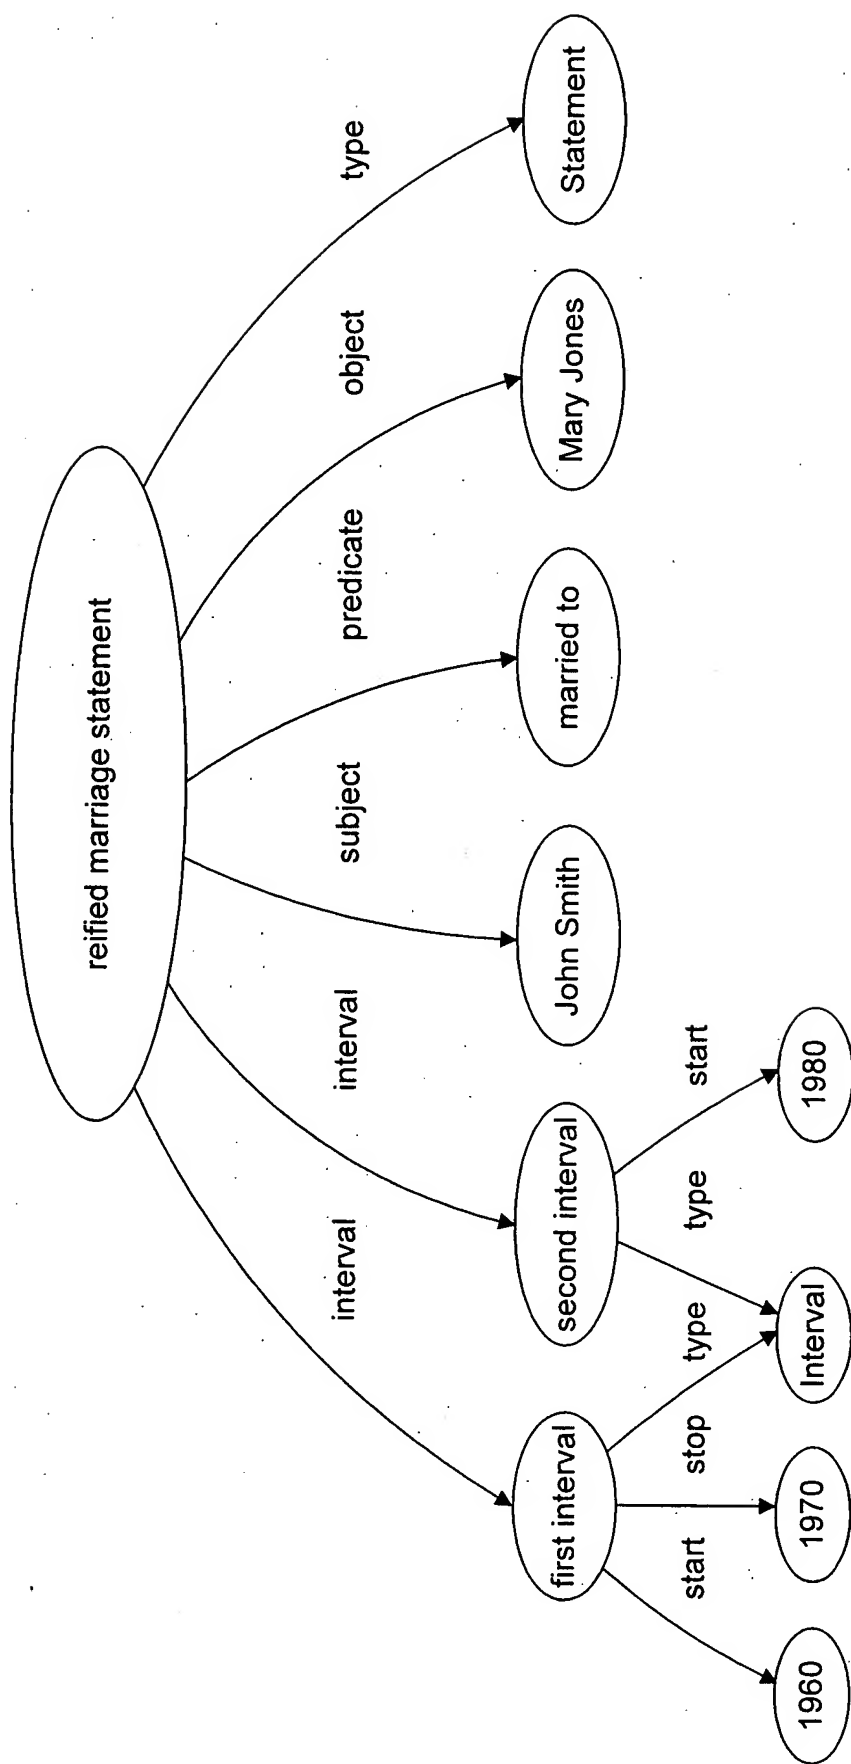 reified marriage statement
interval
interval
subject
predicate
object
type
first interval
second interval
John Smith
married to
Mary Jones
Statement
start
stop
type
type
start
1960
1970
Interval
1980